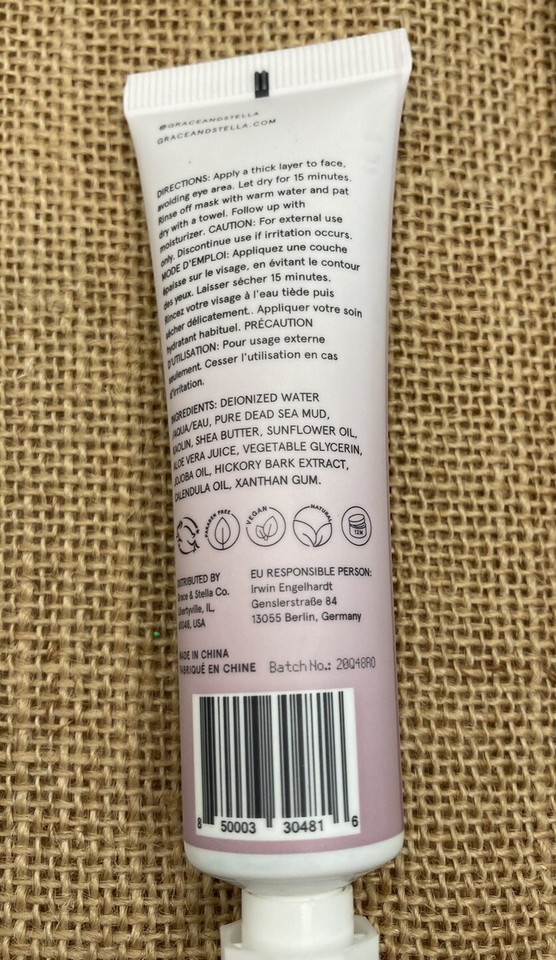 @GRACEANDSTELLA
GRACEANDSTELLA.COM
DIRECTIONS: Apply a thick layer to face,
avoiding eye area. Let dry for 15 minutes.
Rinse off mask with warm water and pat
dry with a towel. Follow up with
moisturizer. CAUTION: For external use
only. Discontinue use if irritation occurs.
MODE D'EMPLOI: Appliquez une couche
épaisse sur le visage, en évitant le contour
des yeux. Laisser sécher 15 minutes.
Rincez votre visage à l'eau tiède puis
sécher délicatement.. Appliquer votre soin
hydratant habituel. PRÉCAUTION
D'UTILISATION: Pour usage externe
seulement. Cesser l'utilisation en cas
d'irritation.
INGREDIENTS: DEIONIZED WATER
/AQUA/EAU, PURE DEAD SEA MUD,
KAOLIN, SHEA BUTTER, SUNFLOWER OIL,
ALOE VERA JUICE, VEGETABLE GLYCERIN,
JOJOBA OIL, HICKORY BARK EXTRACT,
CALENDULA OIL, XANTHAN GUM.
PARABEN FREE
VEGAN
NATURAL
12M
DISTRIBUTED BY
Grace & Stella Co.
Libertyville, IL,
60048, USA
EU RESPONSIBLE PERSON:
Irwin Engelhardt
Genslerstraße 84
13055 Berlin, Germany
MADE IN CHINA
FABRIQUÉ EN CHINE
Batch No.: 20Q48R0
8 50003 30481 6